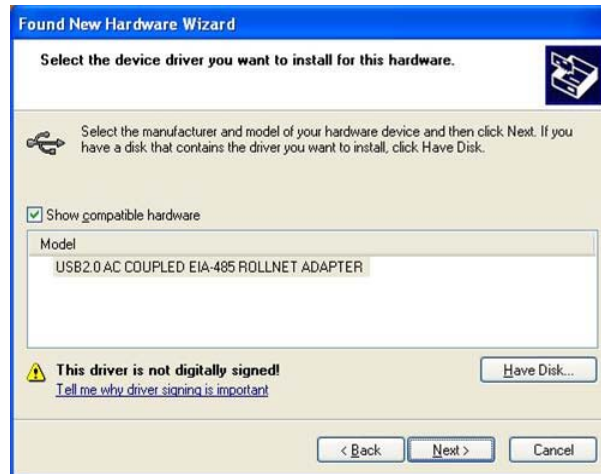 Found New Hardware Wizard
Select the device driver you want to install for this hardware.
Select the manufacturer and model of your hardware device and then click Next. If you
have a disk that contains the driver you want to install, click Have Disk.
Show compatible hardware
Model
USB2.0 AC COUPLED EIA-485 ROLLNET ADAPTER
This driver is not digitally signed!
Have Disk...
Tell me why driver signing is important
< Back
Next >
Cancel